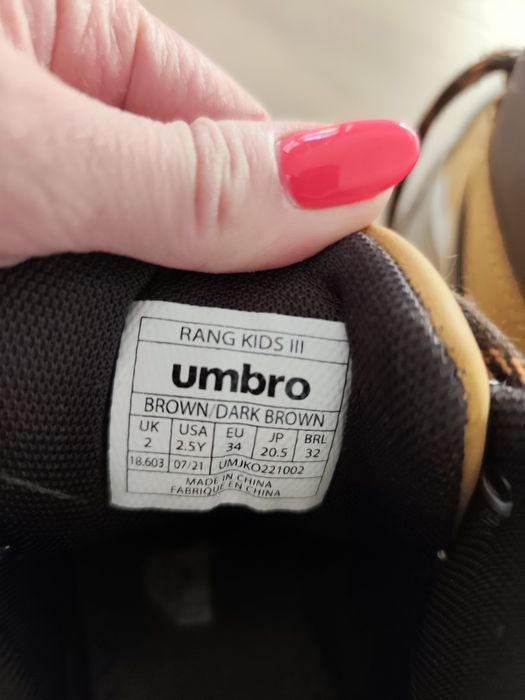 RANG KIDS III
umbro
BROWN/DARK BROWN
UK USA EU JP BRL
2 2.5Y 34 20.5 32
18.603 07/21 UMJKO221002
MADE IN CHINA
FABRIQUE EN CHINA